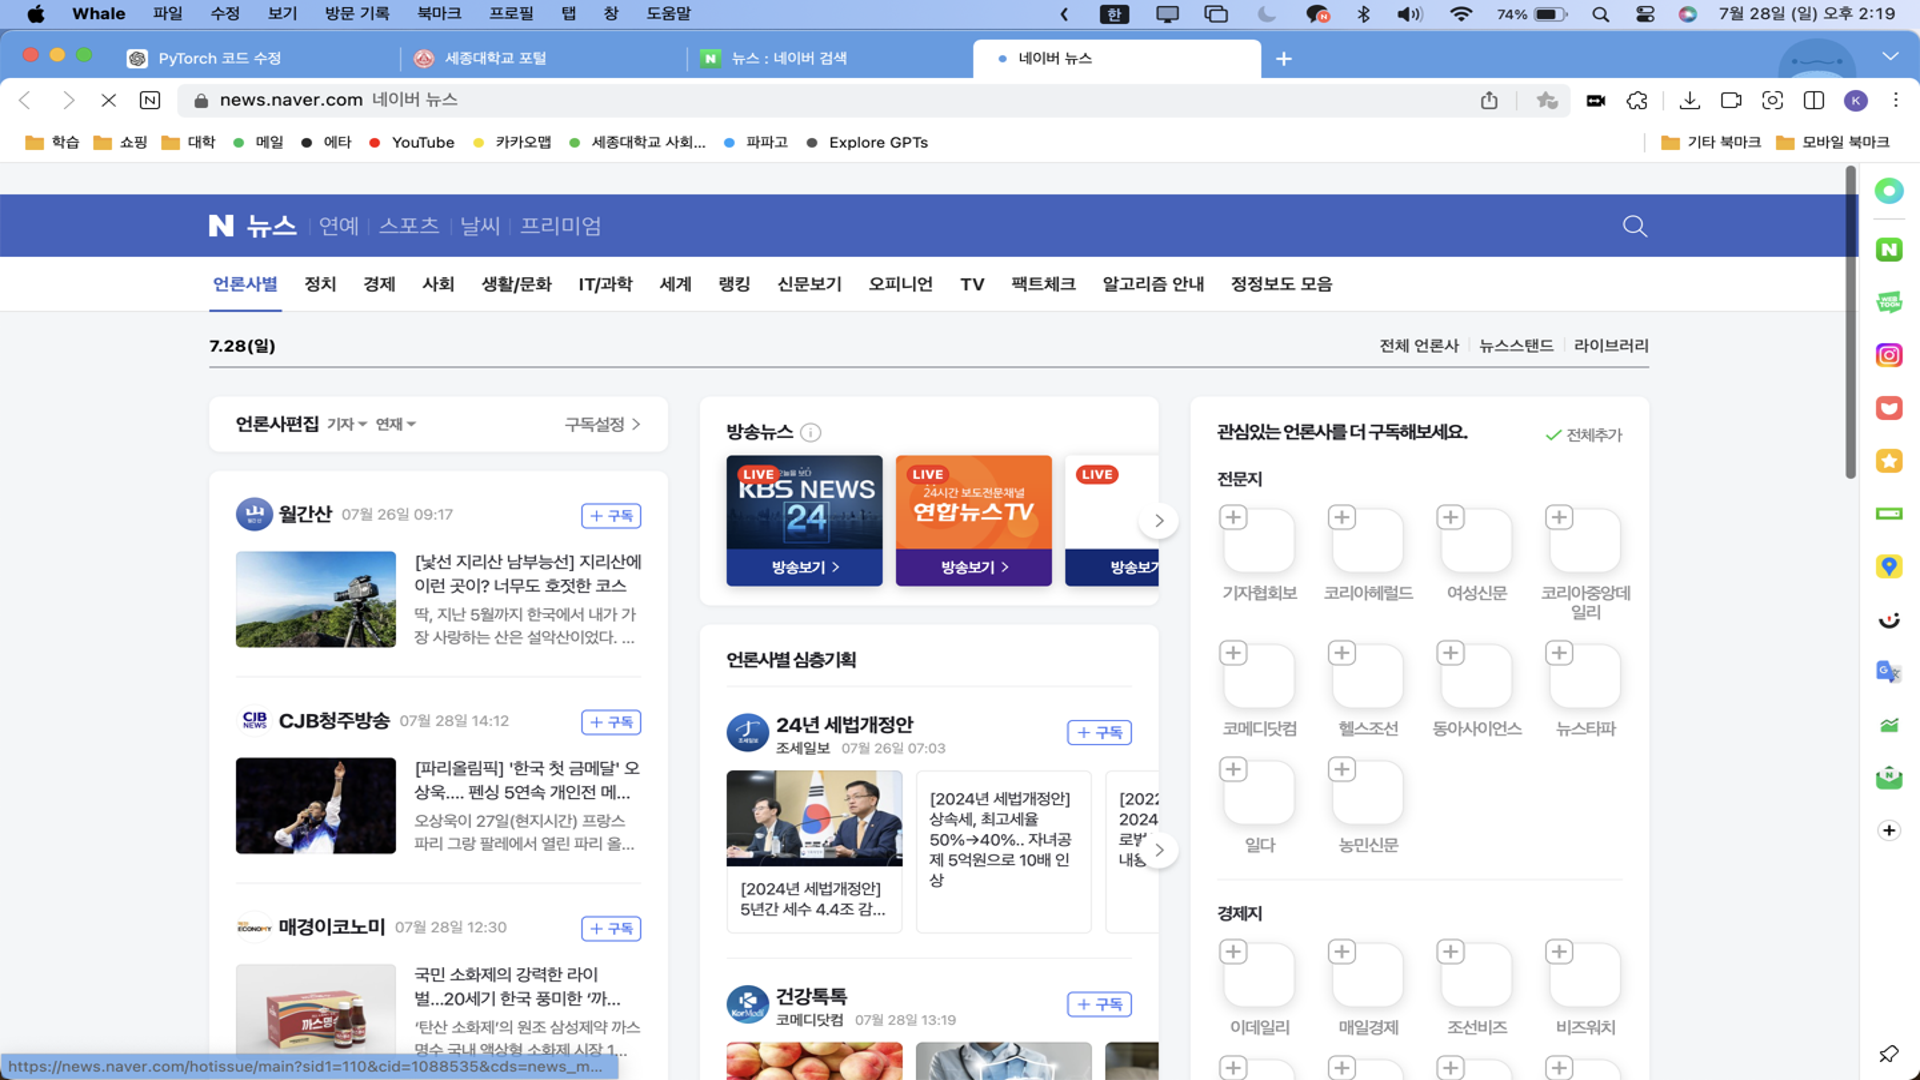 Whale 파일 수정 보기 방문 기록 북마크 프로필 탭 창 도움말 한 74% 7월 28일 (일) 오후 2:19
PyTorch 코드 수정 세종대학교 포털 뉴스 : 네이버 검색 네이버 뉴스
news.naver.com 네이버 뉴스
학습 쇼핑 대학 메일 에타 YouTube 카카오맵 세종대학교 사회... 파파고 Explore GPTs 기타 북마크 모바일 북마크
N 뉴스 연예 스포츠 날씨 프리미엄
언론사별 정치 경제 사회 생활/문화 IT/과학 세계 랭킹 신문보기 오피니언 TV 팩트체크 알고리즘 안내 정정보도 모음
7.28(일) 전체 언론사 뉴스스탠드 라이브러리
언론사편집 기자 연재 구독설정
월간산 07월 26일 09:17 + 구독
[낯선 지리산 남부능선] 지리산에
이런 곳이? 너무도 호젓한 코스
딱, 지난 5월까지 한국에서 내가 가
장 사랑하는 산은 설악산이었다. ...
CJB NEWS
CJB청주방송 07월 28일 14:12 + 구독
[파리올림픽] '한국 첫 금메달' 오
상욱.... 펜싱 5연속 개인전 메...
오상욱이 27일(현지시간) 프랑스
파리 그랑 팔레에서 열린 파리 올...
ECONOMY
매경이코노미 07월 28일 12:30 + 구독
국민 소화제의 강력한 라이
벌...20세기 한국 풍미한 ‘까...
‘탄산 소화제’의 원조 삼성제약 까스
명수 국내 액상형 소화제 시장 1...
까스명수
https://news.naver.com/hotissue/main?sid1=110&cid=1088535&cds=news_m...
방송뉴스
LIVE 오늘을 보다
KBS NEWS
24
방송보기
LIVE
24시간 보도전문채널
연합뉴스TV
방송보기
LIVE
방송보기
언론사별 심층기획
조세일보
24년 세법개정안
조세일보 07월 26일 07:03
+ 구독
[2024년 세법개정안]
5년간 세수 4.4조 감...
[2024년 세법개정안]
상속세, 최고세율
50%→40%.. 자녀공
제 5억원으로 10배 인
상
[2022
2024
로벌
내용
KorMedi
건강톡톡
코메디닷컴 07월 28일 13:19
+ 구독
관심있는 언론사를 더 구독해보세요.
전체추가
전문지
기자협회보 코리아헤럴드 여성신문 코리아중앙데
일리
코메디닷컴 헬스조선 동아사이언스 뉴스타파
일다 농민신문
경제지
이데일리 매일경제 조선비즈 비즈워치
N
WEB
TOON
K